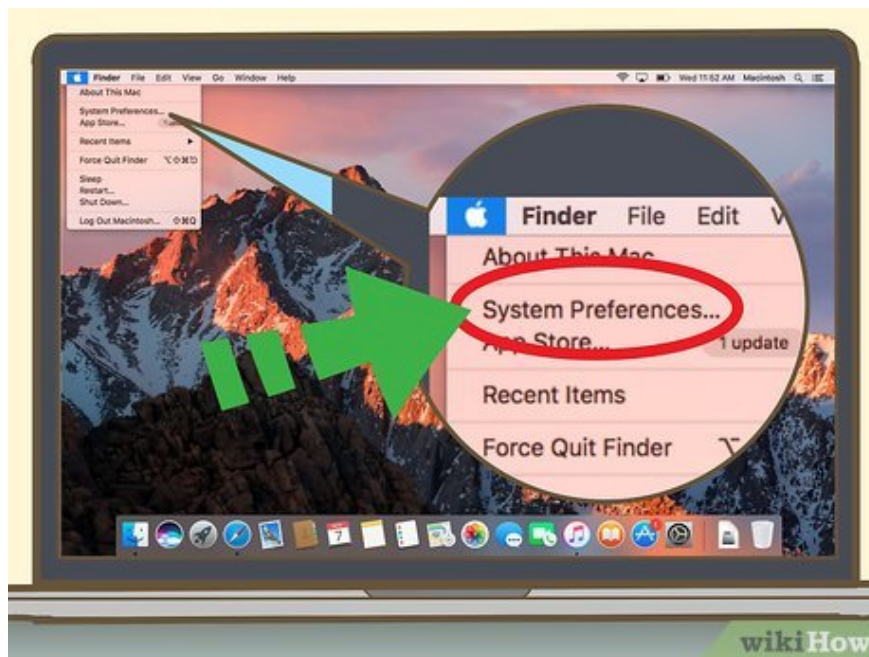 Finder File Edit View Go Window Help
Wed 11:52 AM Macintosh
About This Mac
System Preferences...
App Store...
Recent Items
Force Quit Finder
Sleep
Restart...
Shut Down...
Log Out Macintosh... ⇧⌘Q
Finder File Edit V
About This Mac
System Preferences...
App Store... 1 update
Recent Items
Force Quit Finder
7
wikiHow